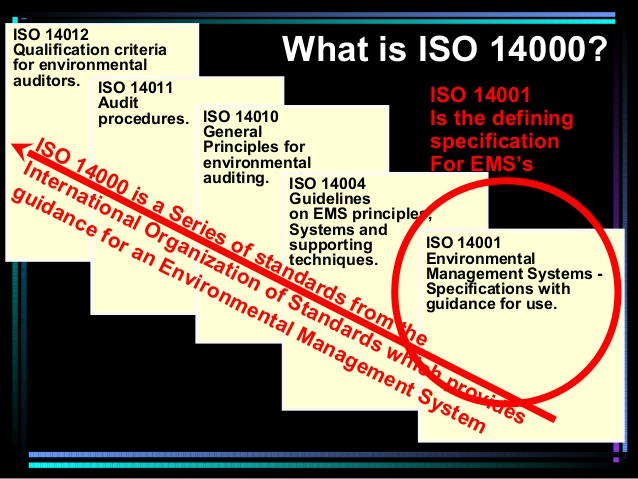 What is ISO 14000?
ISO 14012
Qualification criteria
for environmental
auditors.
ISO 14011
Audit
procedures.
ISO 14010
General
Principles for
environmental
auditing.
ISO 14004
Guidelines
on EMS principles,
Systems and
supporting
techniques.
ISO 14001
Environmental
Management Systems -
Specifications with
guidance for use.
ISO 14001
Is the defining
specification
For EMS's
ISO 14000 is a Series of standards from the
International Organization of Standards which provides
guidance for an Environmental Management System